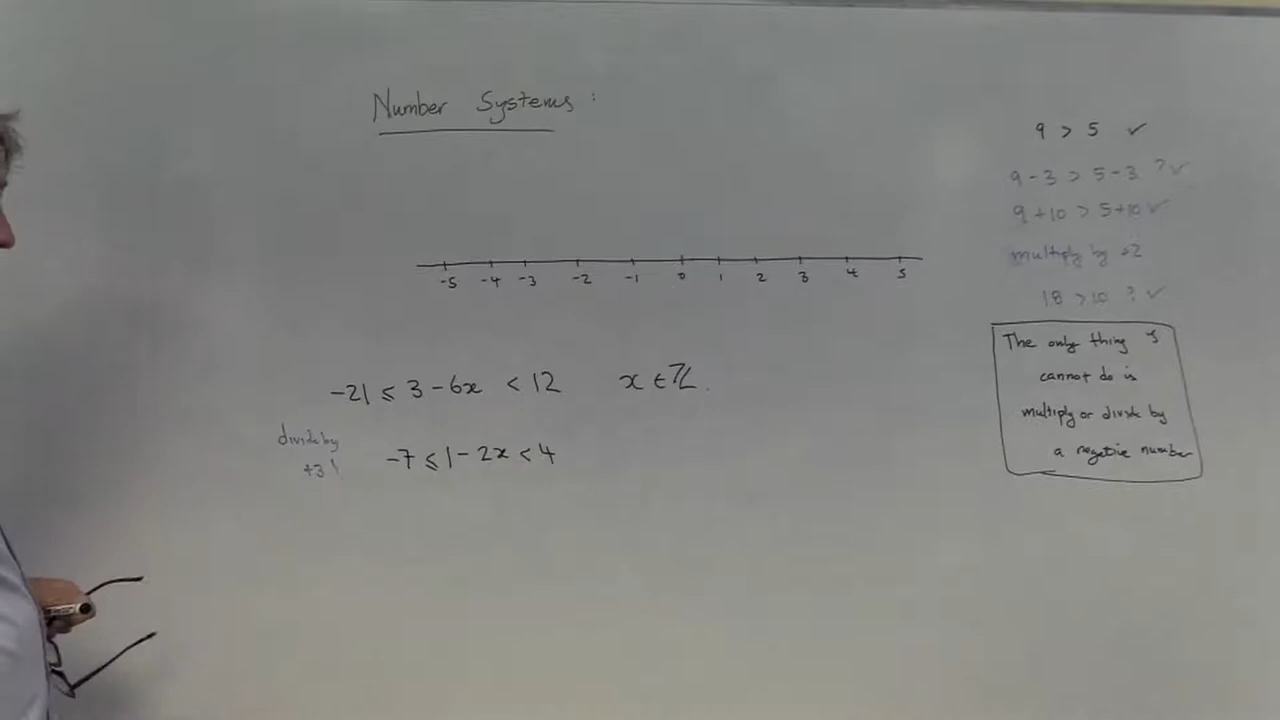 Number Systems :
-5 -4 -3 -2 -1 0 1 2 3 4 5
-21 ≤ 3 - 6x < 12 x ∈ ℤ.
divide by
+3!
-7 ≤ 1 - 2x < 4
9 > 5 ✓
9 - 3 > 5 - 3 ? ✓
9 + 10 > 5 + 10 ✓
multiply by +2
18 > 10 ? ✓
The only thing
cannot do is
multiply or divide by
a negative number